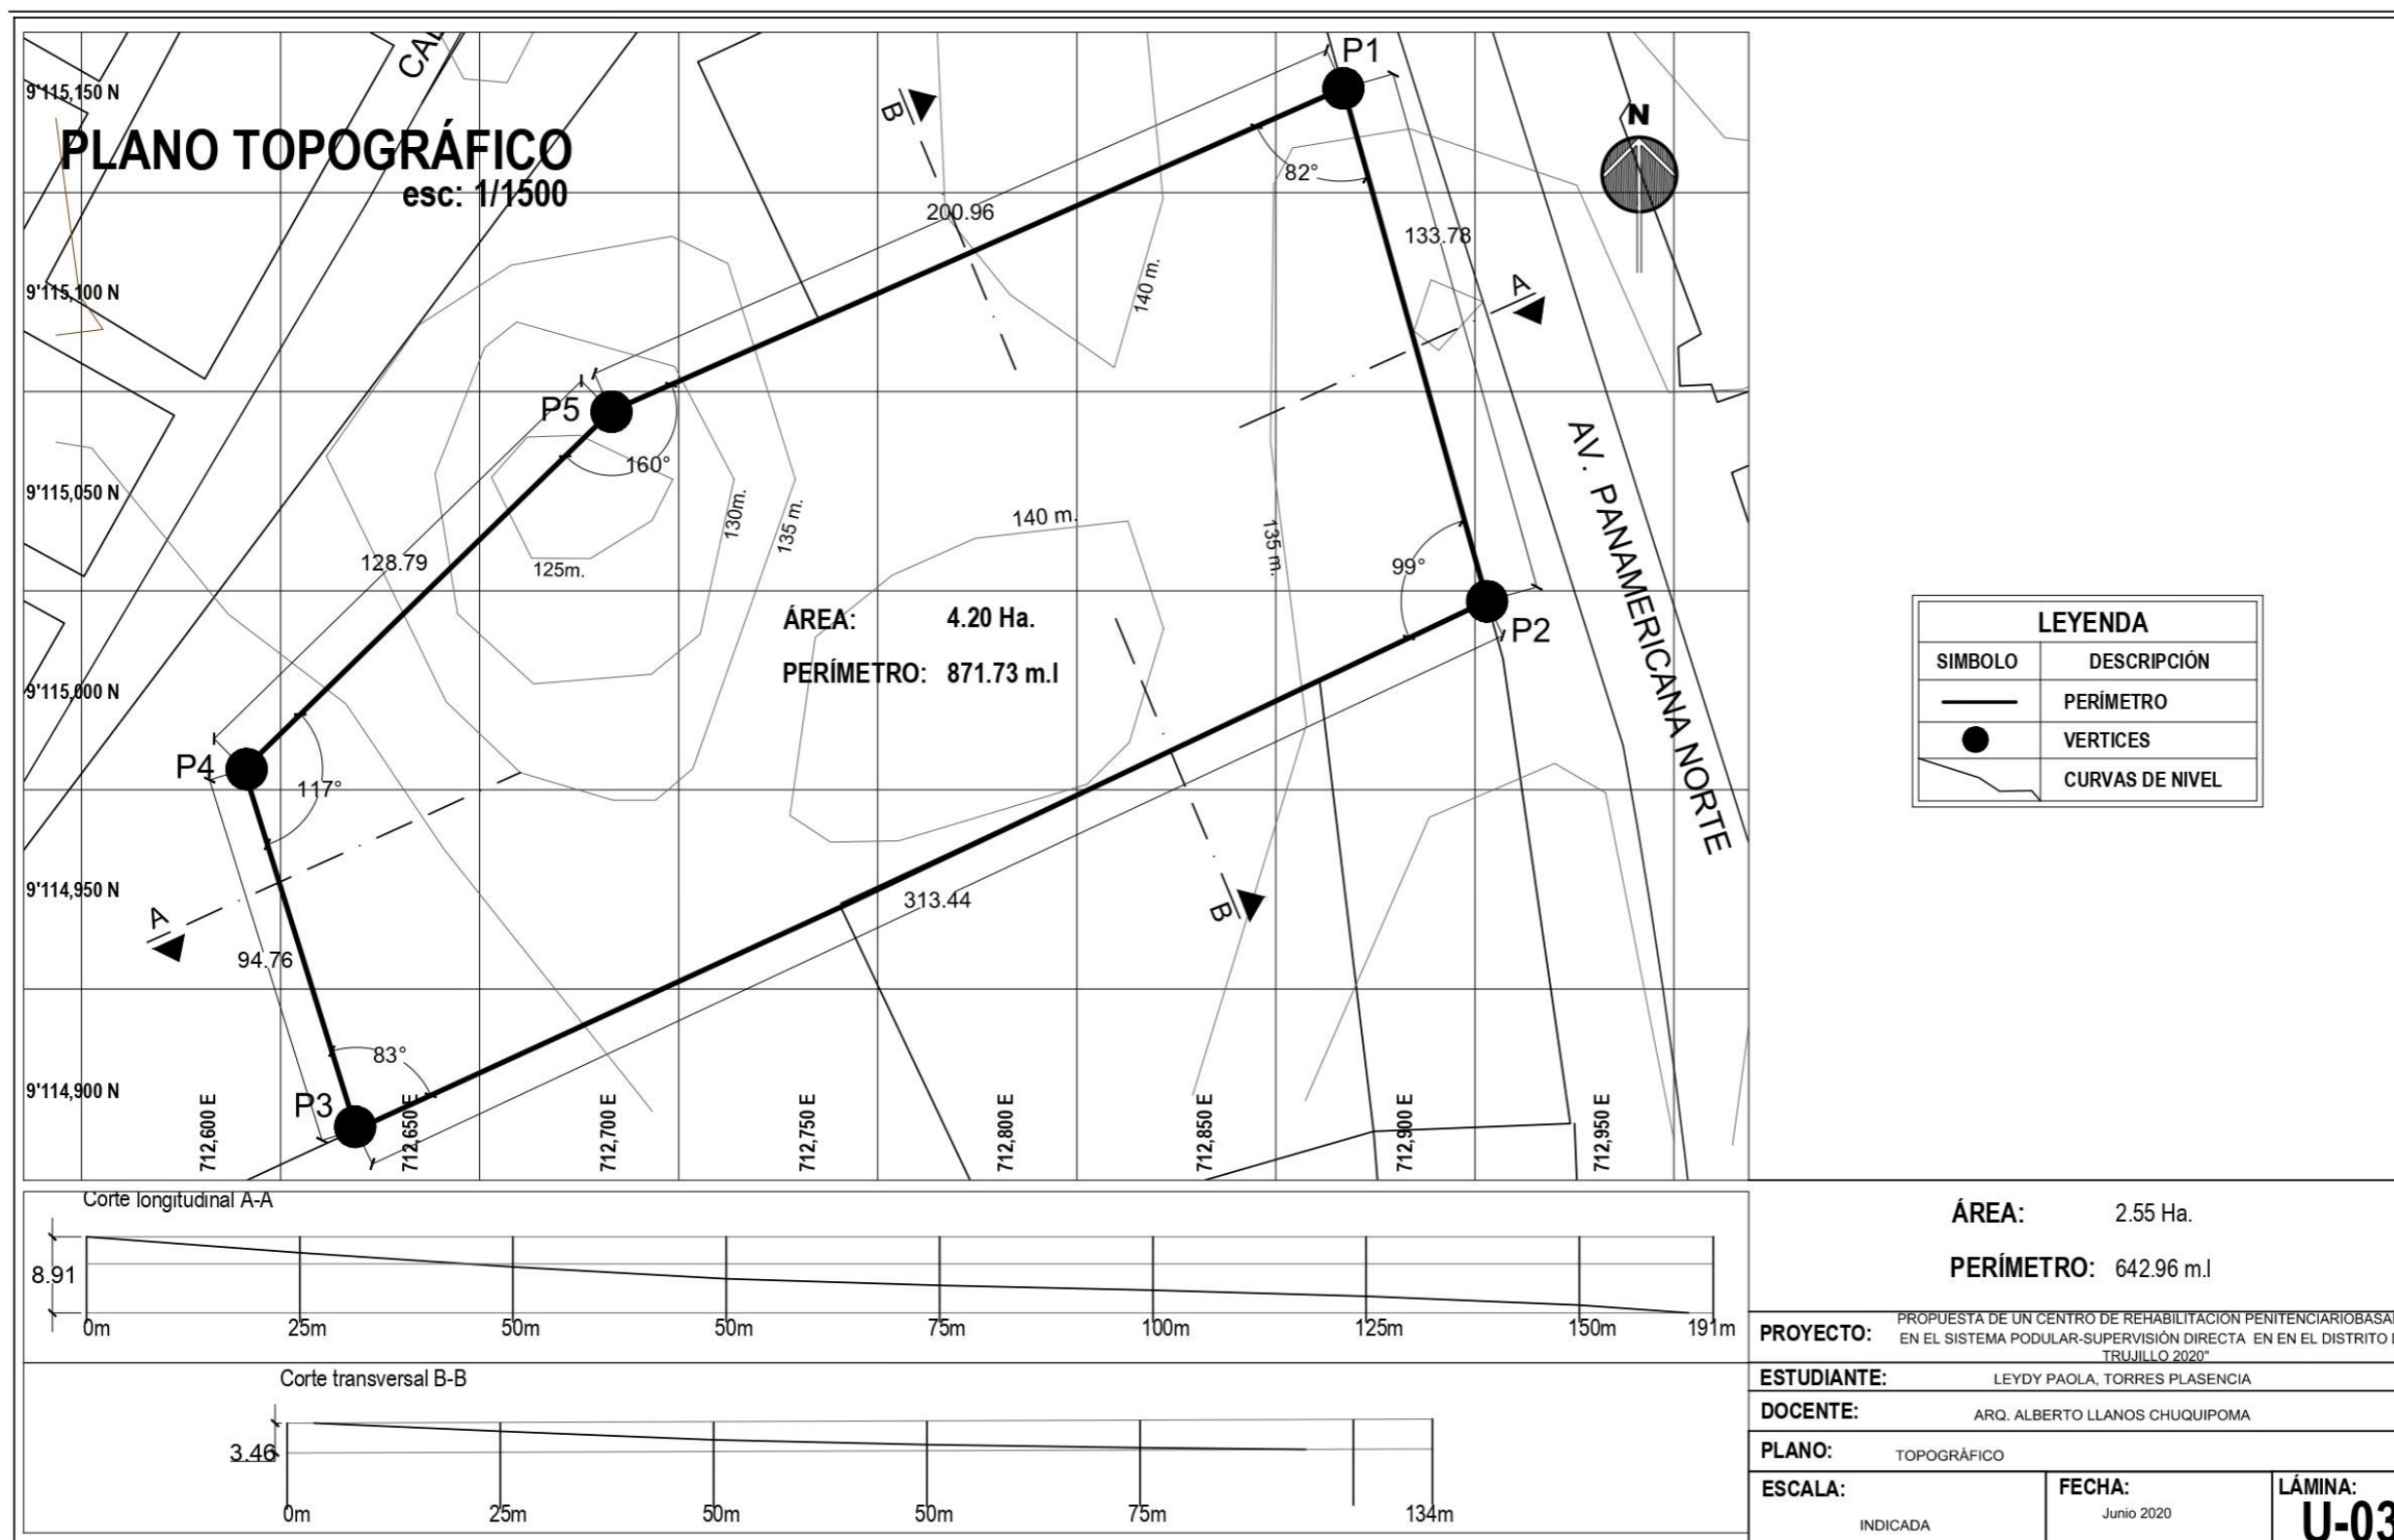 CAL
P1
9'115,150 N
B
N
PLANO TOPOGRÁFICO
esc: 1/1500
82°
200.96
133.78
140 m.
A
9'115,100 N
P5
160°
AV. PANAMERICANA NORTE
9'115,050 N
130m.
135 m.
140 m.
135 m.
128.79
125m.
99°
ÁREA: 4.20 Ha.
P2
PERÍMETRO: 871.73 m.l
9'115,000 N
P4
117°
9'114,950 N
313.44
B
A
94.76
83°
9'114,900 N
P3
712,600 E
712,650 E
712,700 E
712,750 E
712,800 E
712,850 E
712,900 E
712,950 E
LEYENDA
SIMBOLO DESCRIPCIÓN
PERÍMETRO
VERTICES
CURVAS DE NIVEL
Corte longitudinal A-A
8.91
0m 25m 50m 50m 75m 100m 125m 150m 191m
Corte transversal B-B
3.46
0m 25m 50m 50m 75m 134m
ÁREA: 2.55 Ha.
PERÍMETRO: 642.96 m.l
PROYECTO: PROPUESTA DE UN CENTRO DE REHABILITACION PENITENCIARIOBASA
EN EL SISTEMA PODULAR-SUPERVISIÓN DIRECTA EN EN EL DISTRITO
TRUJILLO 2020"
ESTUDIANTE: LEYDY PAOLA, TORRES PLASENCIA
DOCENTE: ARQ. ALBERTO LLANOS CHUQUIPOMA
PLANO: TOPOGRÁFICO
ESCALA: INDICADA
FECHA: Junio 2020
LÁMINA: U-03